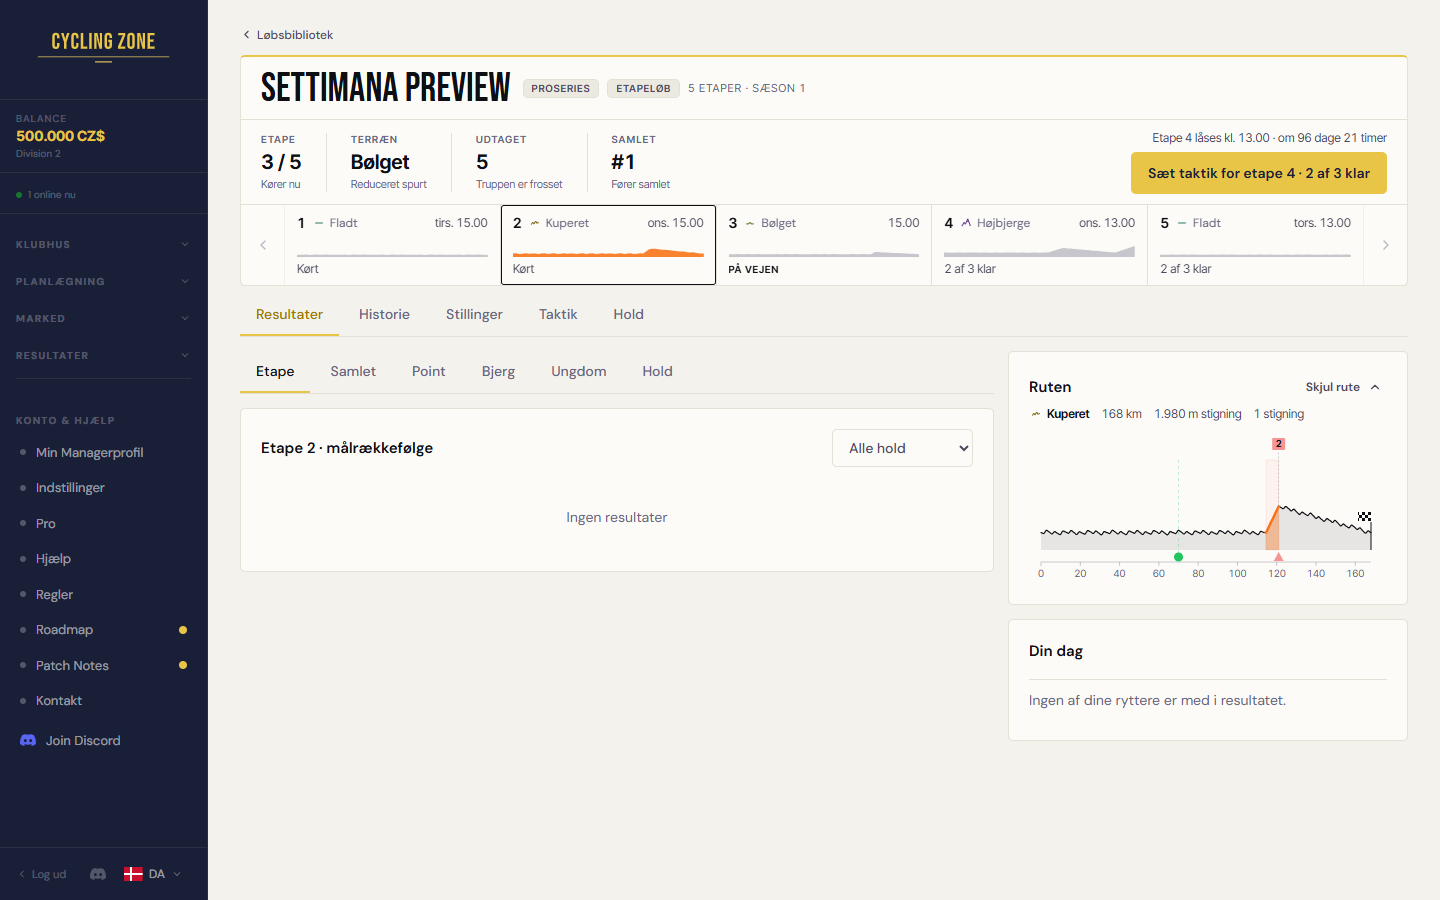 CYCLING ZONE
BALANCE
500.000 CZ$
Division 2
1 online nu
KLUBHUS
PLANLÆGNING
MARKED
RESULTATER
KONTO & HJÆLP
Min Managerprofil
Indstillinger
Pro
Hjælp
Regler
Roadmap
Patch Notes
Kontakt
Join Discord
Log ud
DA
Løbsbibliotek
SETTIMANA PREVIEW
PROSERIES
ETAPELØB
5 ETAPER · SÆSON 1
ETAPE
3 / 5
Kører nu
TERRÆN
Bølget
Reduceret spurt
UDTAGET
5
Truppen er frosset
SAMLET
#1
Fører samlet
Etape 4 låses kl. 13.00 · om 96 dage 21 timer
Sæt taktik for etape 4 · 2 af 3 klar
1 Fladt tirs. 15.00
Kørt
2 Kuperet ons. 15.00
Kørt
3 Bølget 15.00
PÅ VEJEN
4 Højbjerge ons. 13.00
2 af 3 klar
5 Fladt tors. 13.00
2 af 3 klar
Resultater Historie Stillinger Taktik Hold
Etape Samlet Point Bjerg Ungdom Hold
Etape 2 · målrækkefølge
Alle hold
Ingen resultater
Ruten
Skjul rute
Kuperet 168 km 1.980 m stigning 1 stigning
2
0 20 40 60 80 100 120 140 160
Din dag
Ingen af dine ryttere er med i resultatet.